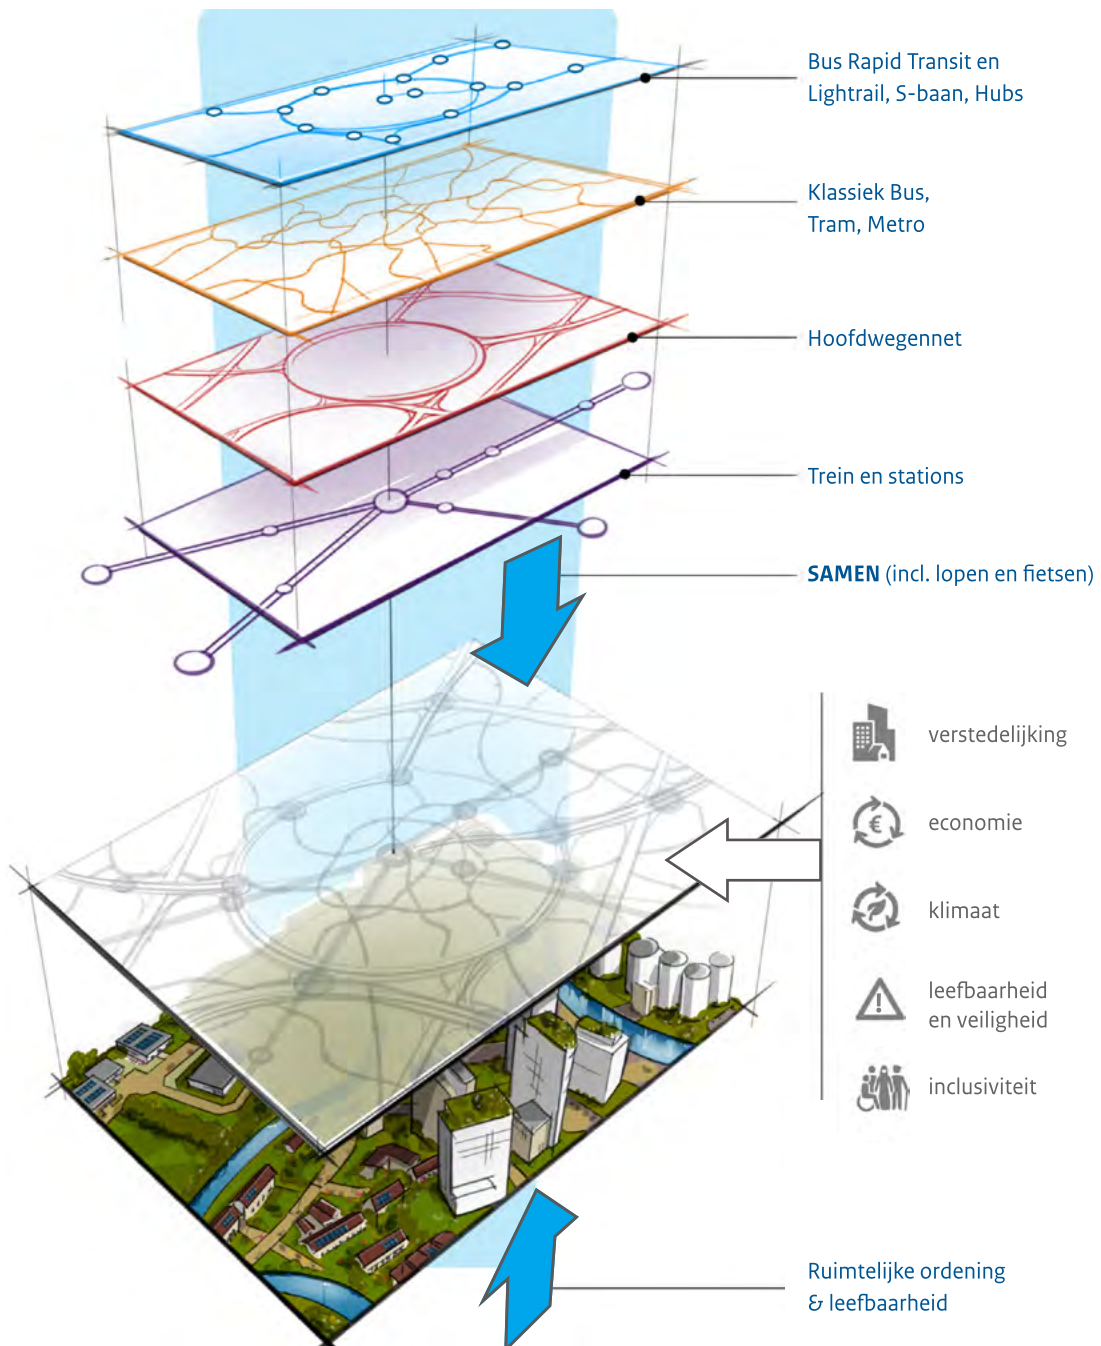 Bus Rapid Transit en
Lightrail, S-baan, Hubs
Klassiek Bus,
Tram, Metro
Hoofdwegennet
Trein en stations
SAMEN (incl. lopen en fietsen)
verstedelijking
€
economie
klimaat
!
leefbaarheid
en veiligheid
inclusiviteit
Ruimtelijke ordening
& leefbaarheid